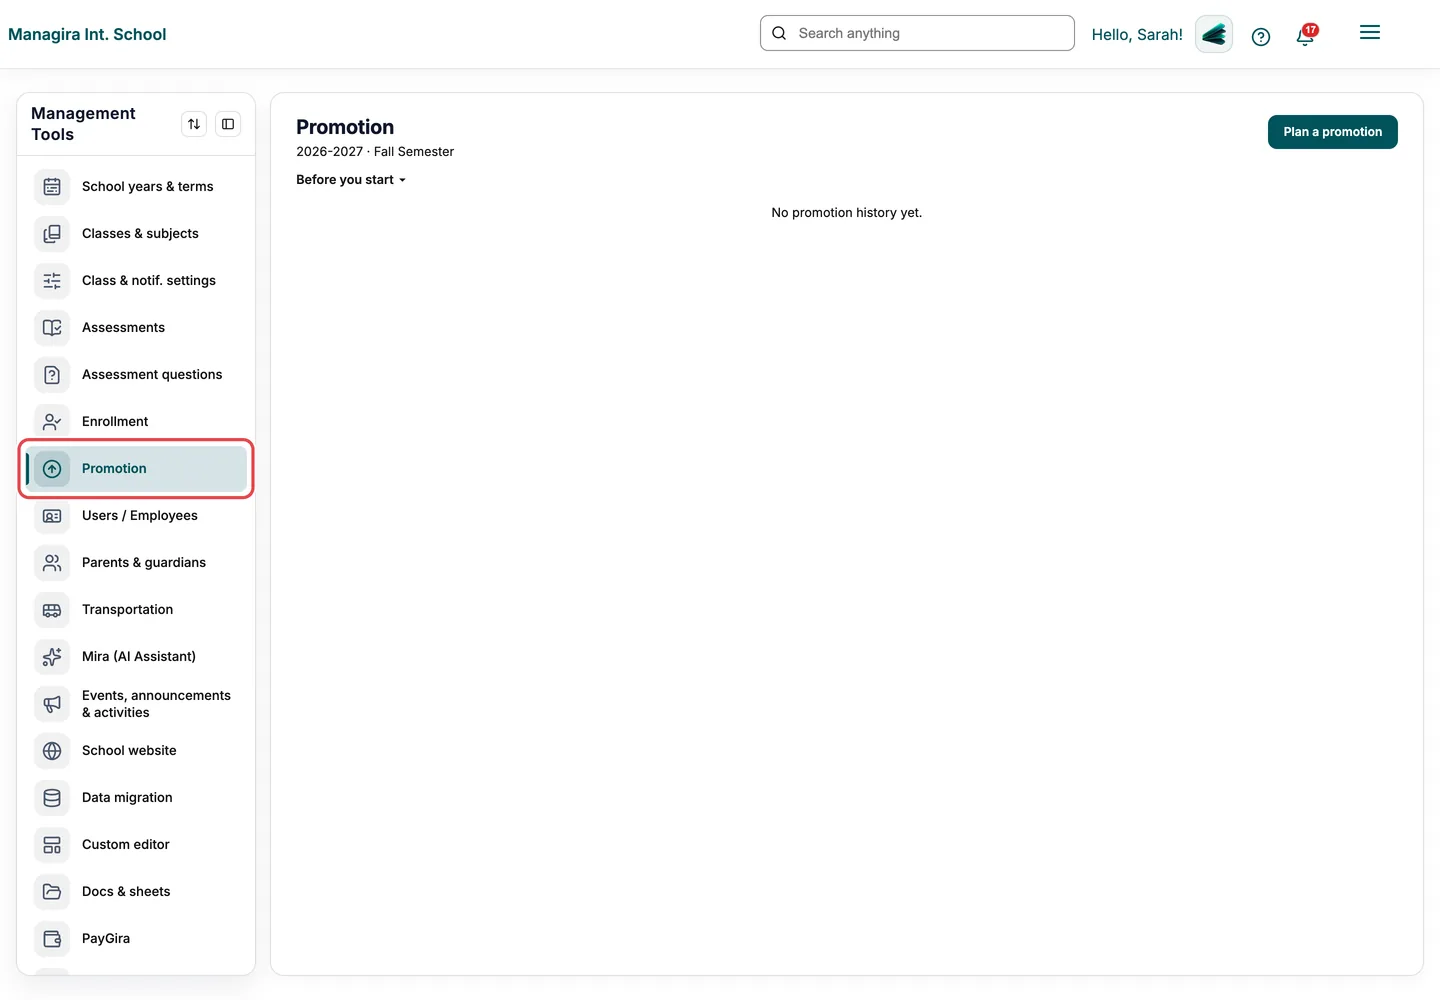 Managira Int. School
Search anything
Hello, Sarah!
17
Management
Tools
School years & terms
Classes & subjects
Class & notif. settings
Assessments
Assessment questions
Enrollment
Promotion
Users / Employees
Parents & guardians
Transportation
Mira (AI Assistant)
Events, announcements
& activities
School website
Data migration
Custom editor
Docs & sheets
PayGira
Promotion
2026-2027 · Fall Semester
Before you start
Plan a promotion
No promotion history yet.